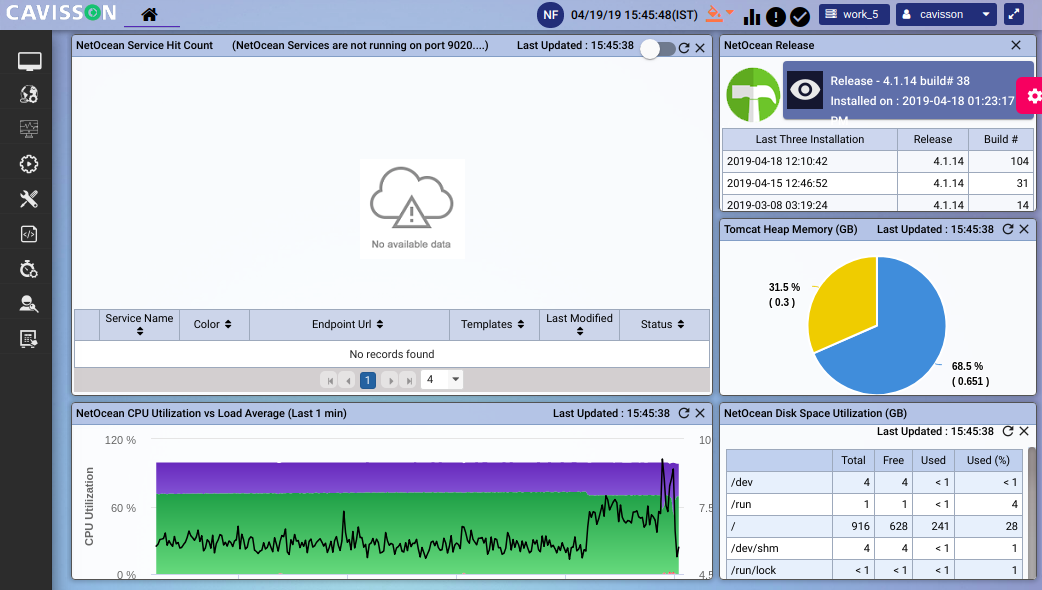 CAVISSON
NF 04/19/19 15:45:48(IST) work_5 cavisson
NetOcean Service Hit Count (NetOcean Services are not running on port 9020....) Last Updated : 15:45:38
No available data
Service Name Color Endpoint Url Templates Last Modified Status
No records found
1 4
NetOcean Release
Release - 4.1.14 build# 38
Installed on : 2019-04-18 01:23:17
PM
Last Three Installation Release Build #
2019-04-18 12:10:42 4.1.14 104
2019-04-15 12:46:52 4.1.14 31
2019-03-08 03:19:24 4.1.14 14
Tomcat Heap Memory (GB) Last Updated : 15:45:38
31.5 %
( 0.3 )
68.5 %
( 0.651 )
NetOcean CPU Utilization vs Load Average (Last 1 min) Last Updated : 15:45:38
CPU Utilization
120 % 10
60 % 7.5
0 % 4.5
NetOcean Disk Space Utilization (GB)
Last Updated : 15:45:38
Total Free Used Used (%)
/dev 4 4 < 1 < 1
/run 1 1 < 1 4
/ 916 628 241 28
/dev/shm 4 4 < 1 1
/run/lock < 1 < 1 < 1 1